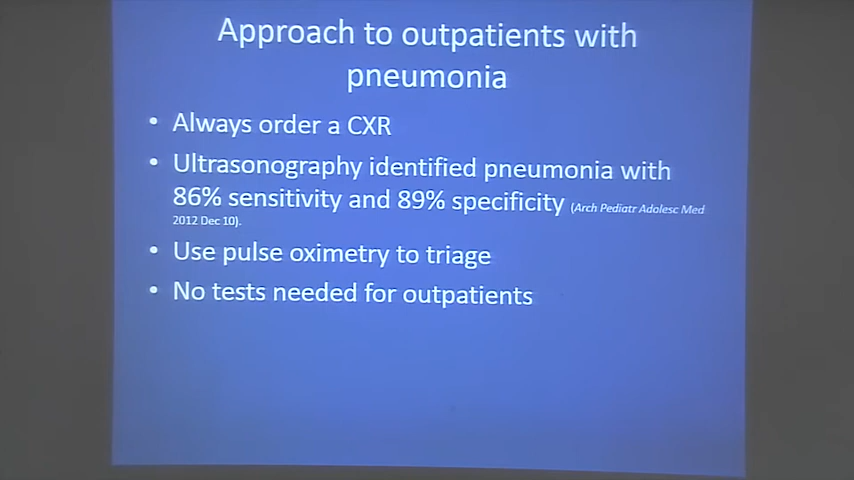 Approach to outpatients with
pneumonia
• Always order a CXR
• Ultrasonography identified pneumonia with
86% sensitivity and 89% specificity (Arch Pediatr Adolesc Med
2012 Dec 10).
• Use pulse oximetry to triage
• No tests needed for outpatients